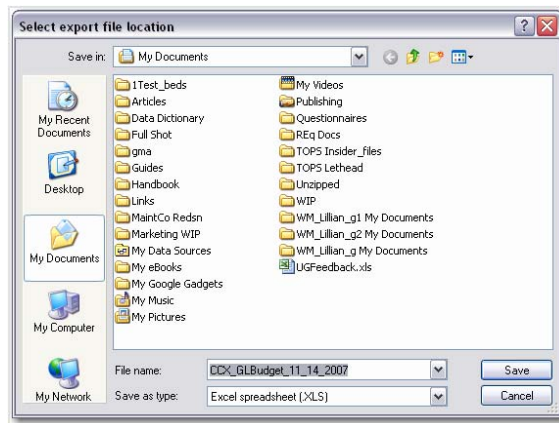 Select export file location
Save in:
My Documents
My Recent
Documents
Desktop
My Documents
My Computer
My Network
1Test_beds
Articles
Data Dictionary
Full Shot
gma
Guides
Handbook
Links
MaintCo Redsn
Marketing WIP
My Data Sources
My eBooks
My Google Gadgets
My Music
My Pictures
My Videos
Publishing
Questionnaires
REq Docs
TOPS Insider_files
TOPS Lethead
Unzipped
WIP
WM_Lillian_g1 My Documents
WM_Lillian_g2 My Documents
WM_Lillian_g My Documents
UGFeedback.xls
File name:
CCX_GLBudget_11_14_2007
Save
Save as type:
Excel spreadsheet (.XLS)
Cancel